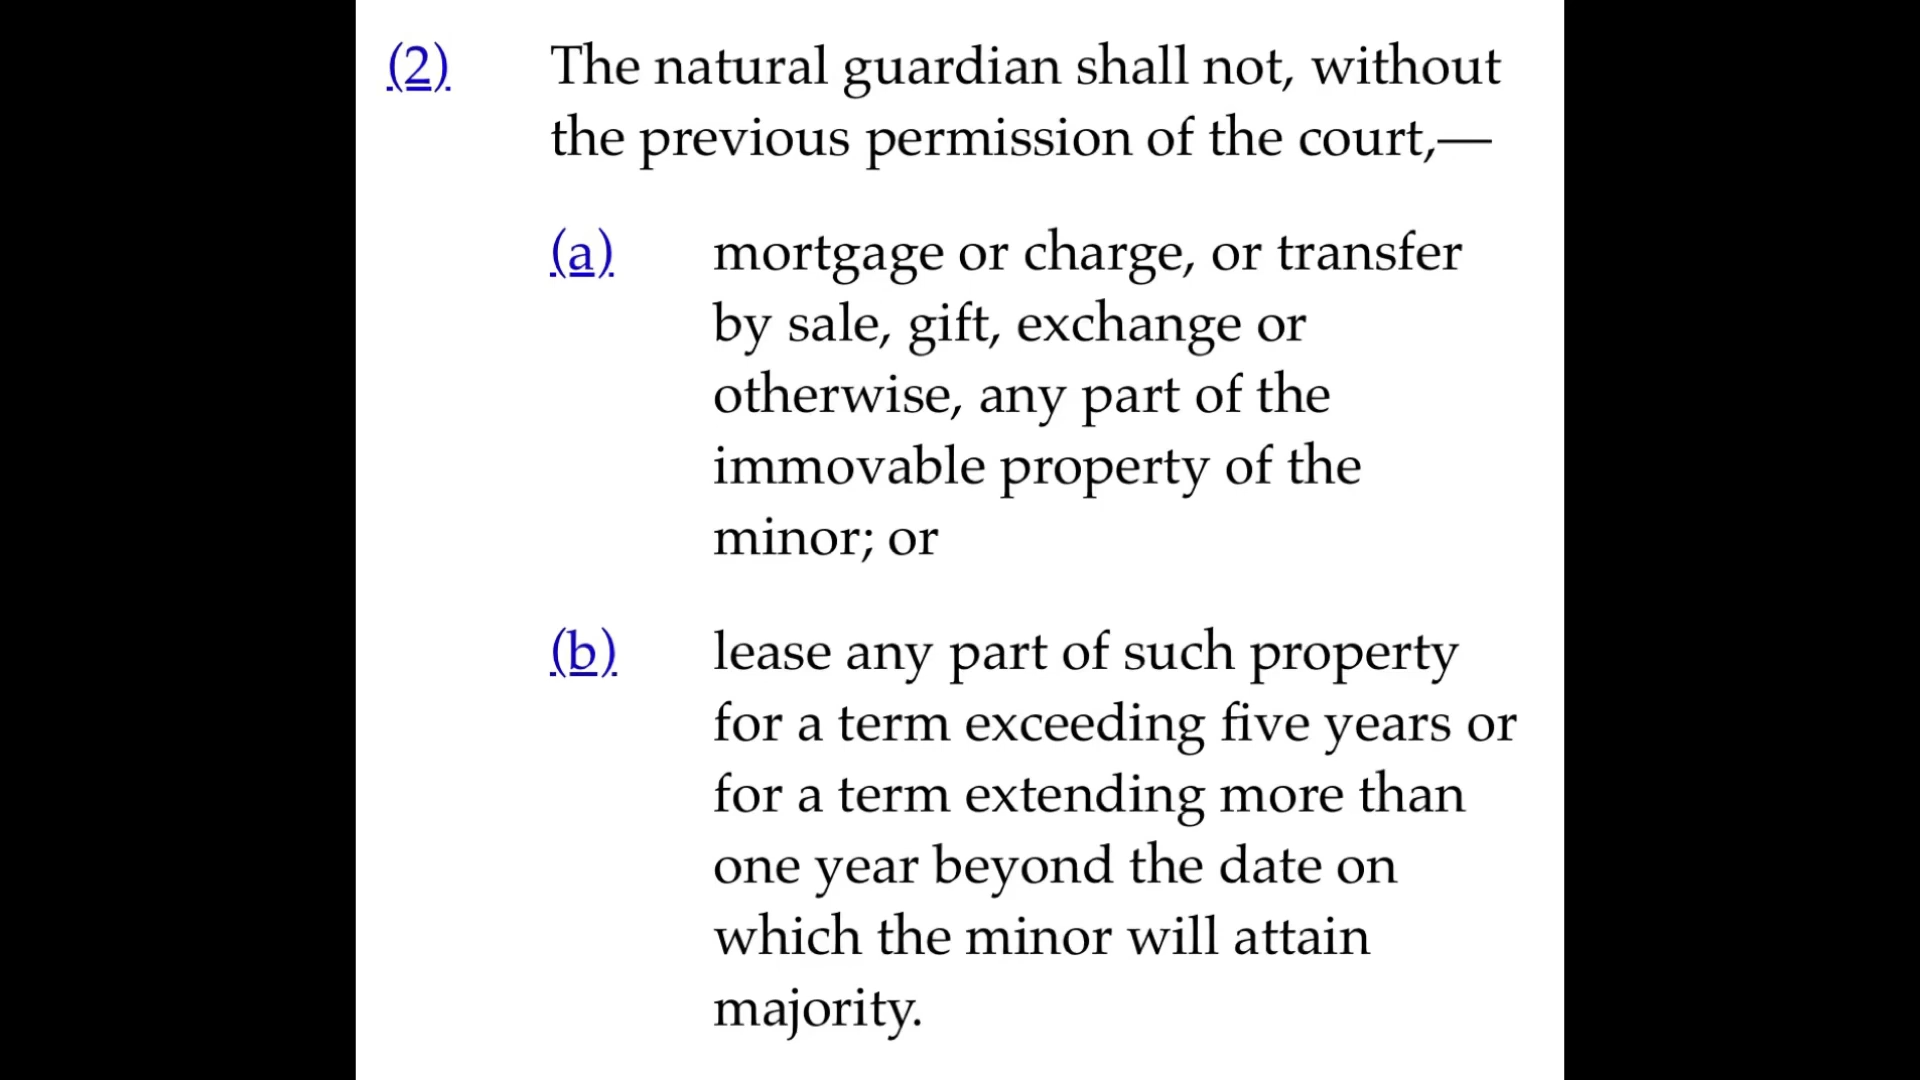 (2) The natural guardian shall not, without
the previous permission of the court,—
(a) mortgage or charge, or transfer
by sale, gift, exchange or
otherwise, any part of the
immovable property of the
minor; or
(b) lease any part of such property
for a term exceeding five years or
for a term extending more than
one year beyond the date on
which the minor will attain
majority.